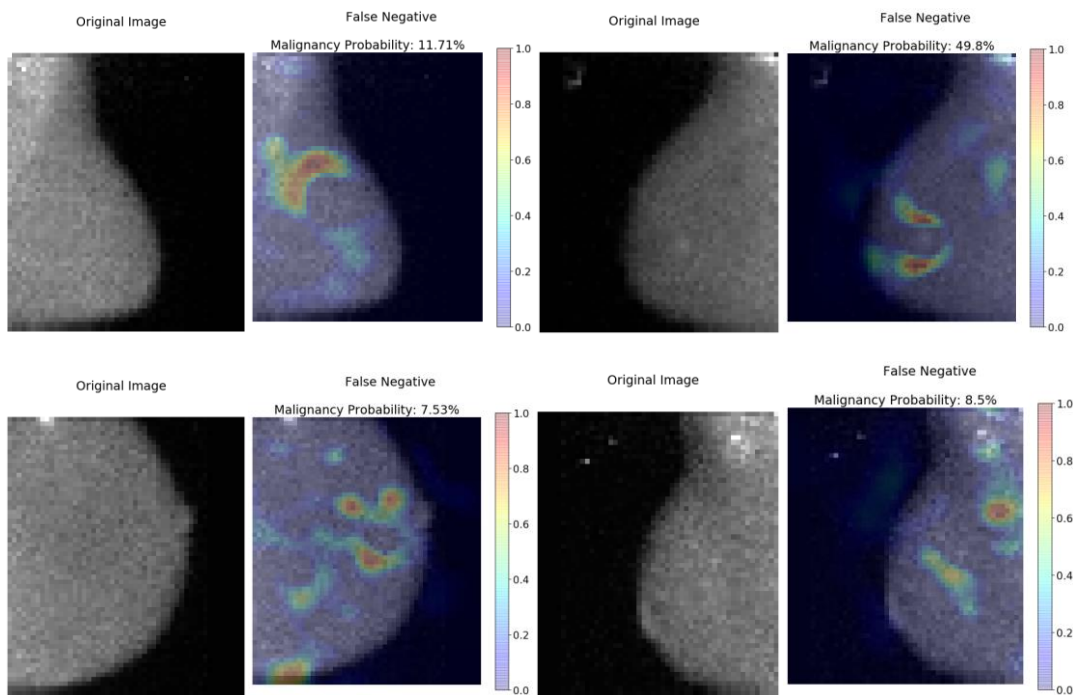 Original Image
False Negative
Malignancy Probability: 11.71%
1.0
0.8
0.6
0.4
0.2
0.0
Original Image
False Negative
Malignancy Probability: 49.8%
1.0
0.8
0.6
0.4
0.2
0.0
Original Image
False Negative
Malignancy Probability: 7.53%
1.0
0.8
0.6
0.4
0.2
0.0
Original Image
False Negative
Malignancy Probability: 8.5%
1.0
0.8
0.6
0.4
0.2
0.0